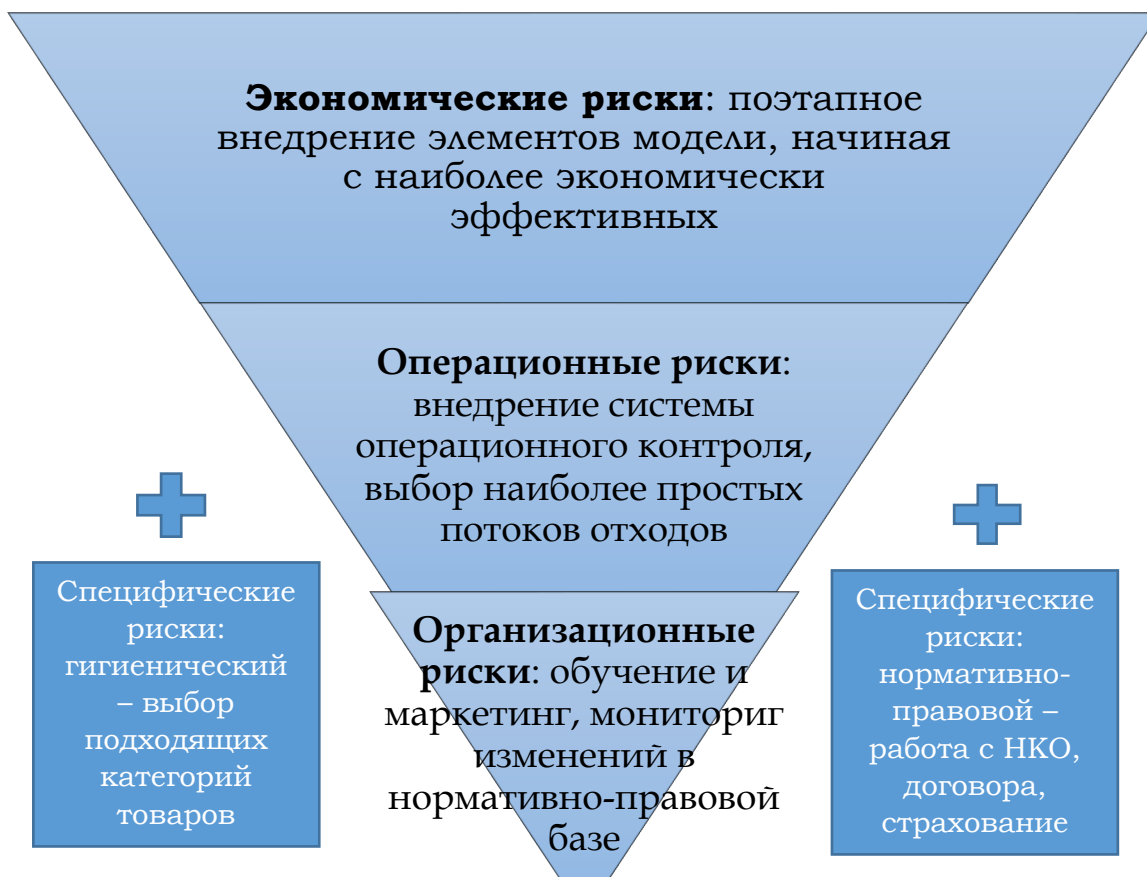 Экономические риски: поэтапное
внедрение элементов модели, начиная
с наиболее экономически
эффективных
Операционные риски:
внедрение системы
операционного контроля,
выбор наиболее простых
потоков отходов
Организационные
риски: обучение и
маркетинг, мониториг
изменений в
нормативно-правовой
базе
Специфические
риски:
гигиенический
– выбор
подходящих
категорий
товаров
Специфические
риски:
нормативно-
правовой –
работа с НКО,
договора,
страхование